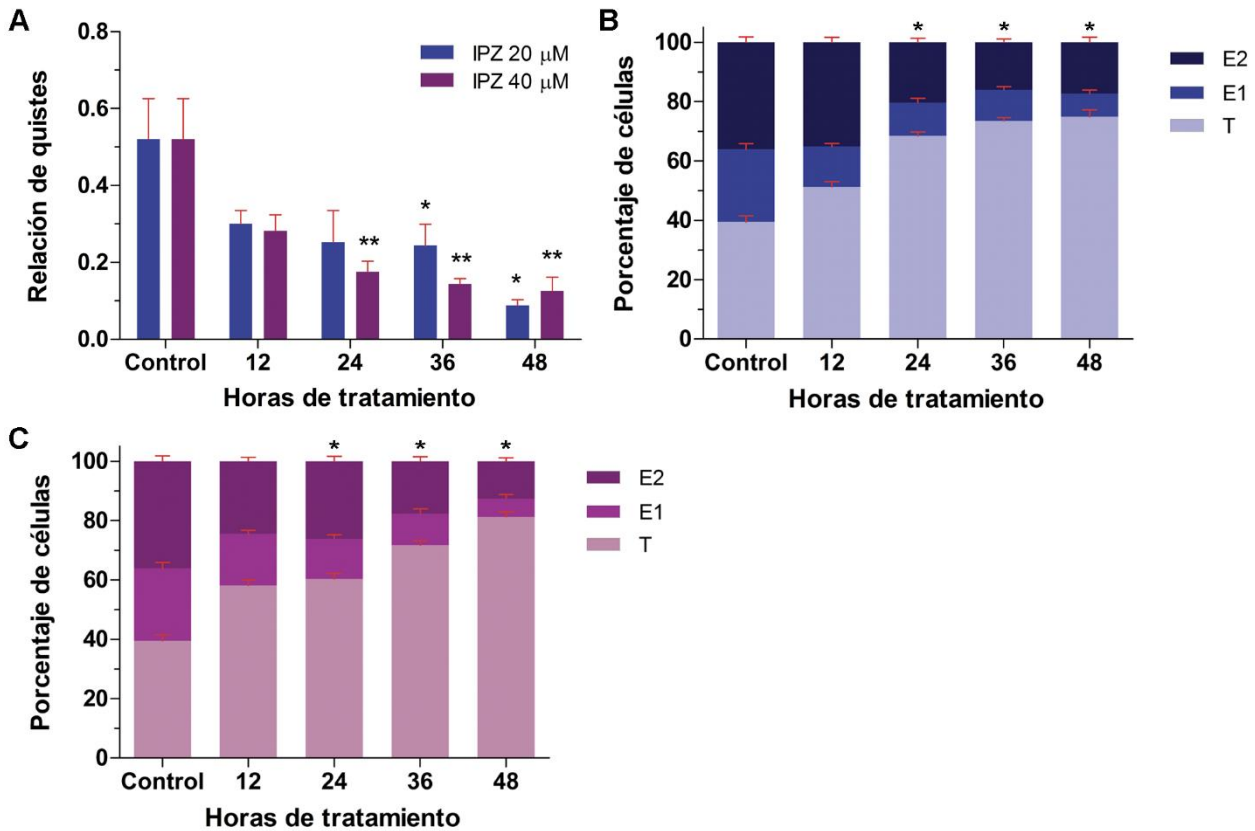 A
Relación de quistes
0.8
0.6
0.4
0.2
0.0
IPZ 20 μM
IPZ 40 μM
*
**
*
**
*
**
Control 12 24 36 48
Horas de tratamiento
B
Porcentaje de células
100
80
60
40
20
0
* * *
E2
E1
T
Control 12 24 36 48
Horas de tratamiento
C
Porcentaje de células
100
80
60
40
20
0
* * *
E2
E1
T
Control 12 24 36 48
Horas de tratamiento